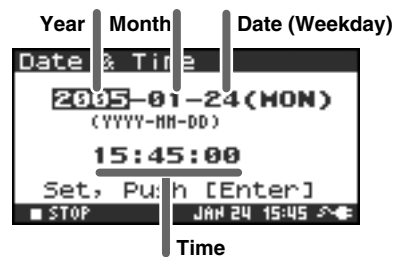 Year Month Date (Weekday)
Date & Time
2005-01-24(MON)
(YYYY-MM-DD)
15:45:00
Set, Push [Enter]
STOP JAN 24 15:45
Time